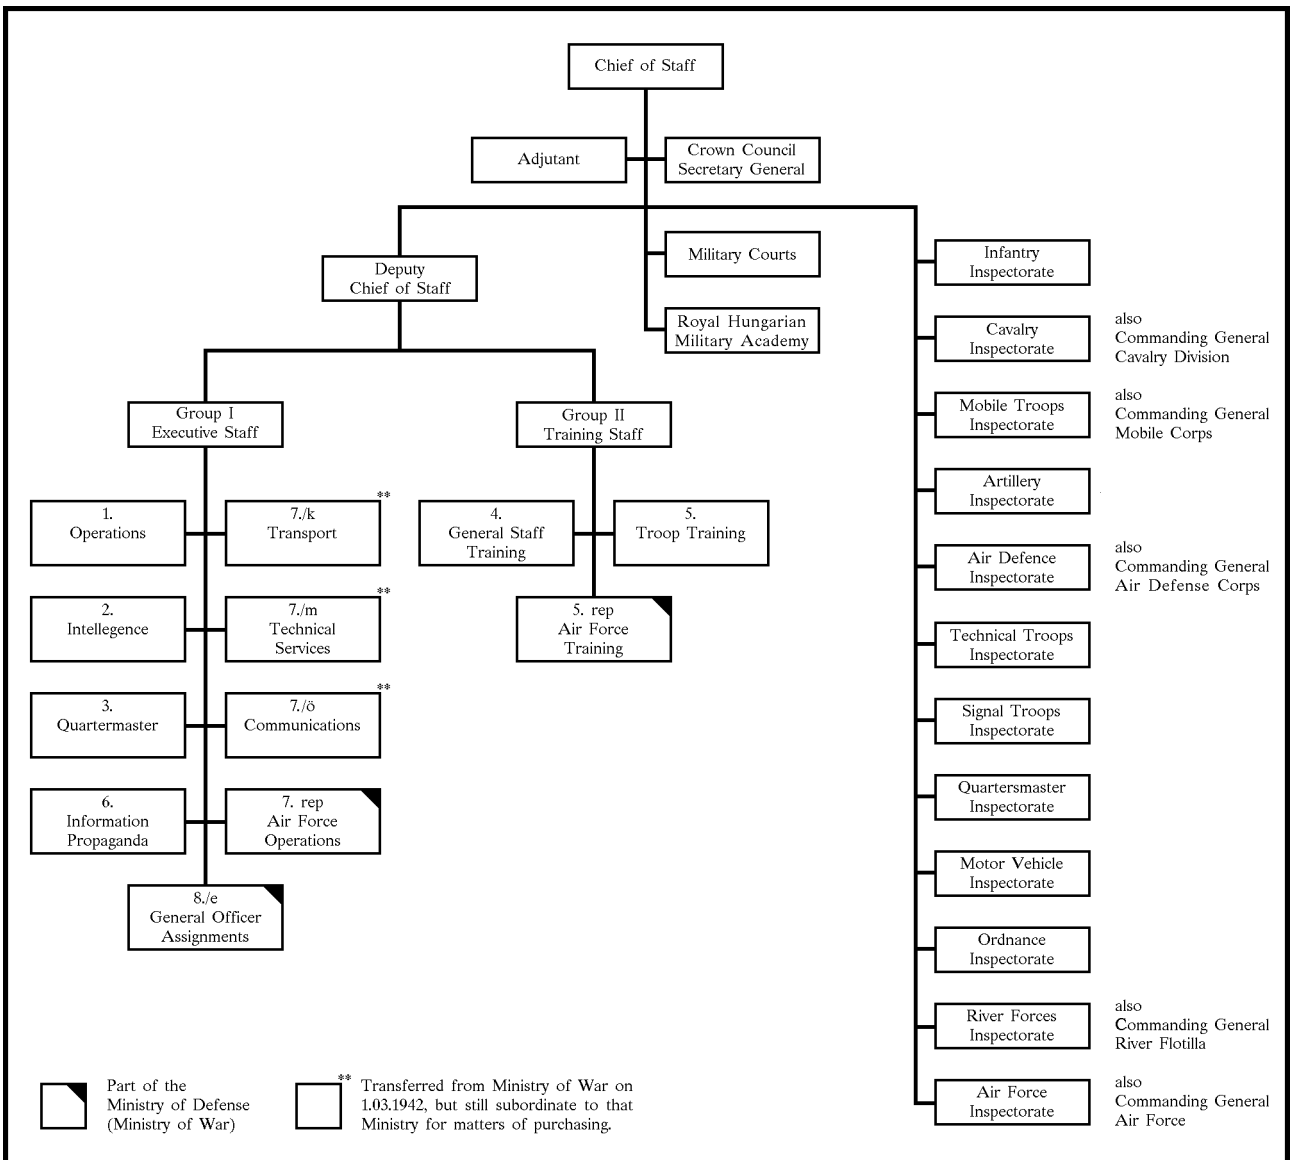 Chief of Staff
Adjutant
Crown Council
Secretary General
Military Courts
Royal Hungarian
Military Academy
Deputy
Chief of Staff
Group I
Executive Staff
Group II
Training Staff
1.
Operations
**
7./k
Transport
2.
Intellegence
**
7./m
Technical
Services
3.
Quartermaster
**
7./ö
Communications
6.
Information
Propaganda
7. rep
Air Force
Operations
8./e
General Officer
Assignments
4.
General Staff
Training
5.
Troop Training
5. rep
Air Force
Training
Infantry
Inspectorate
Cavalry
Inspectorate
also
Commanding General
Cavalry Division
Mobile Troops
Inspectorate
also
Commanding General
Mobile Corps
Artillery
Inspectorate
Air Defence
Inspectorate
also
Commanding General
Air Defense Corps
Technical Troops
Inspectorate
Signal Troops
Inspectorate
Quartersmaster
Inspectorate
Motor Vehicle
Inspectorate
Ordnance
Inspectorate
River Forces
Inspectorate
also
Commanding General
River Flotilla
Air Force
Inspectorate
also
Commanding General
Air Force
Part of the
Ministry of Defense
(Ministry of War)
** Transferred from Ministry of War on
1.03.1942, but still subordinate to that
Ministry for matters of purchasing.